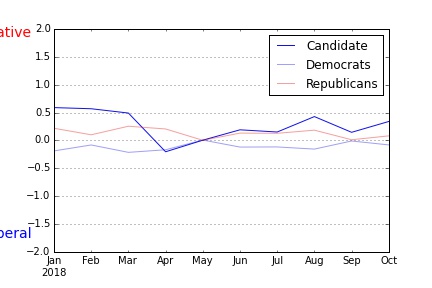 ative
2.0
1.5
1.0
0.5
0.0
−0.5
−1.0
−1.5
−2.0
peral
Candidate
Democrats
Republicans
Jan Feb Mar Apr May Jun Jul Aug Sep Oct
2018